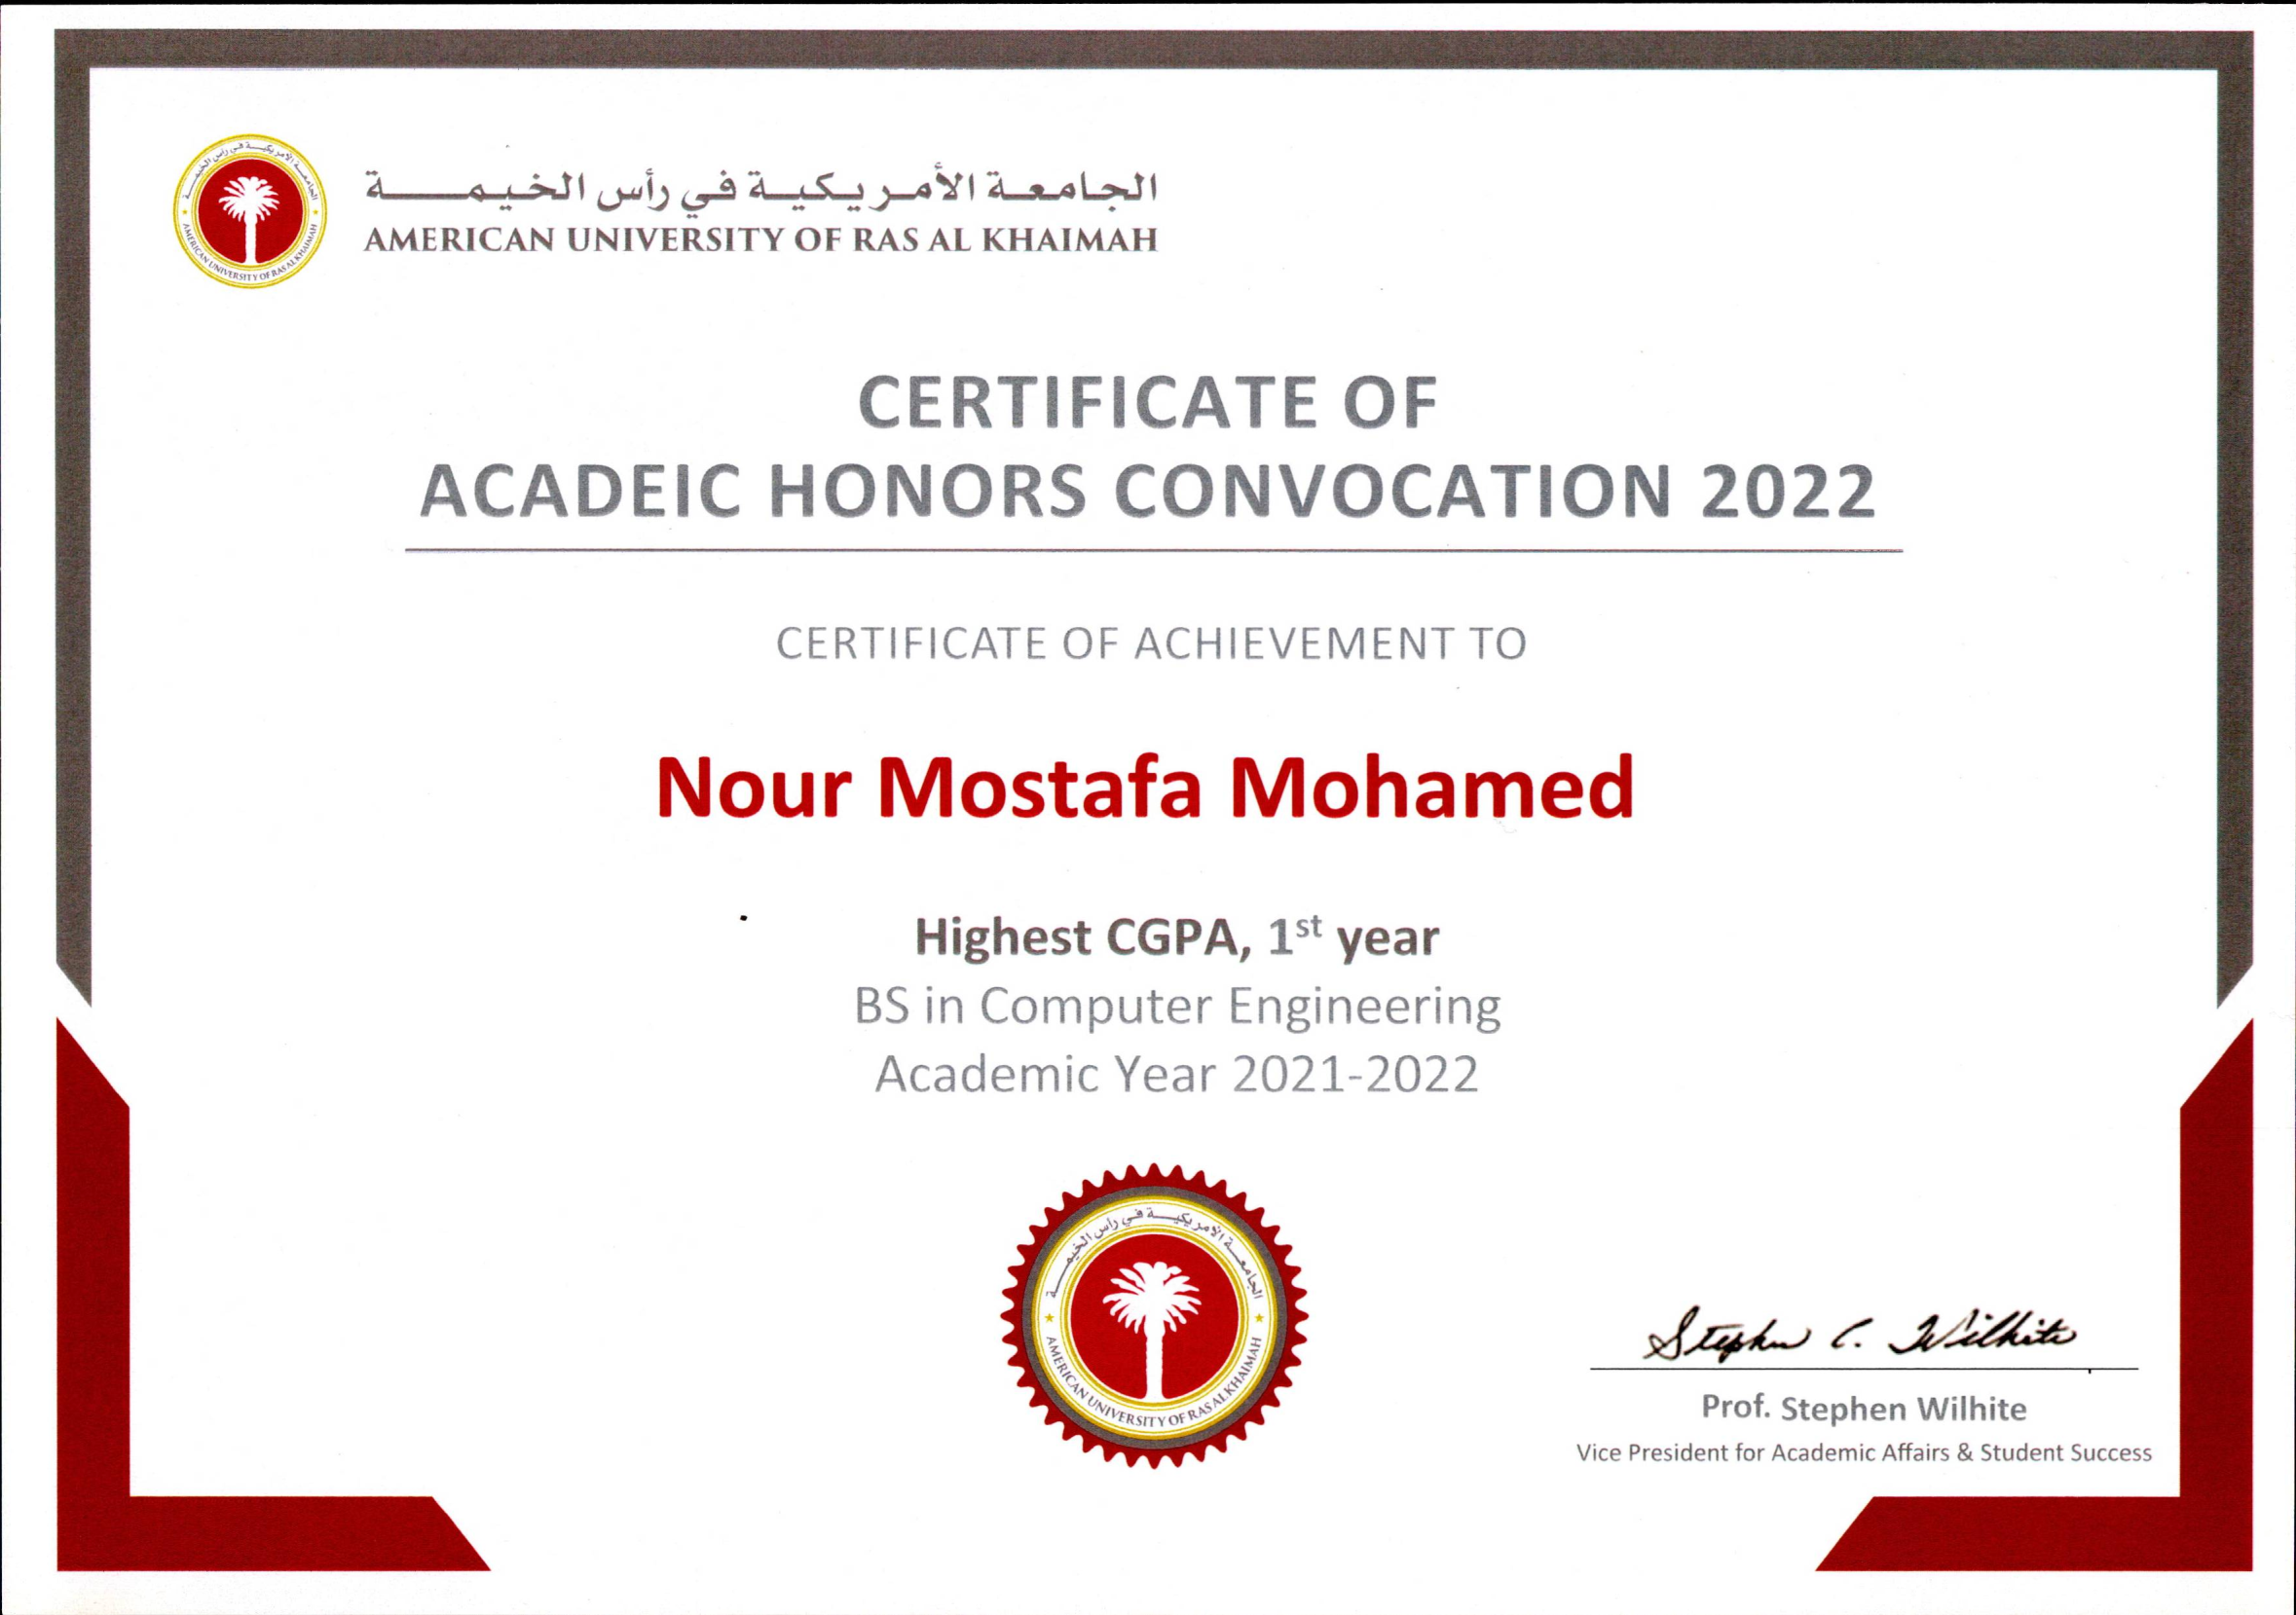 الجامعة الأمريكية في رأس الخيمة
AMERICAN UNIVERSITY OF RAS AL KHAIMAH
الجامعة الأمريكية في رأس الخيمة
AMERICAN UNIVERSITY OF RAS AL KHAIMAH
CERTIFICATE OF
ACADEIC HONORS CONVOCATION 2022
CERTIFICATE OF ACHIEVEMENT TO
Nour Mostafa Mohamed
Highest CGPA, 1st year
BS in Computer Engineering
Academic Year 2021-2022
الجامعة الأمريكية في رأس الخيمة
AMERICAN UNIVERSITY OF RAS AL KHAIMAH
Stephen C. Wilhite
Prof. Stephen Wilhite
Vice President for Academic Affairs & Student Success